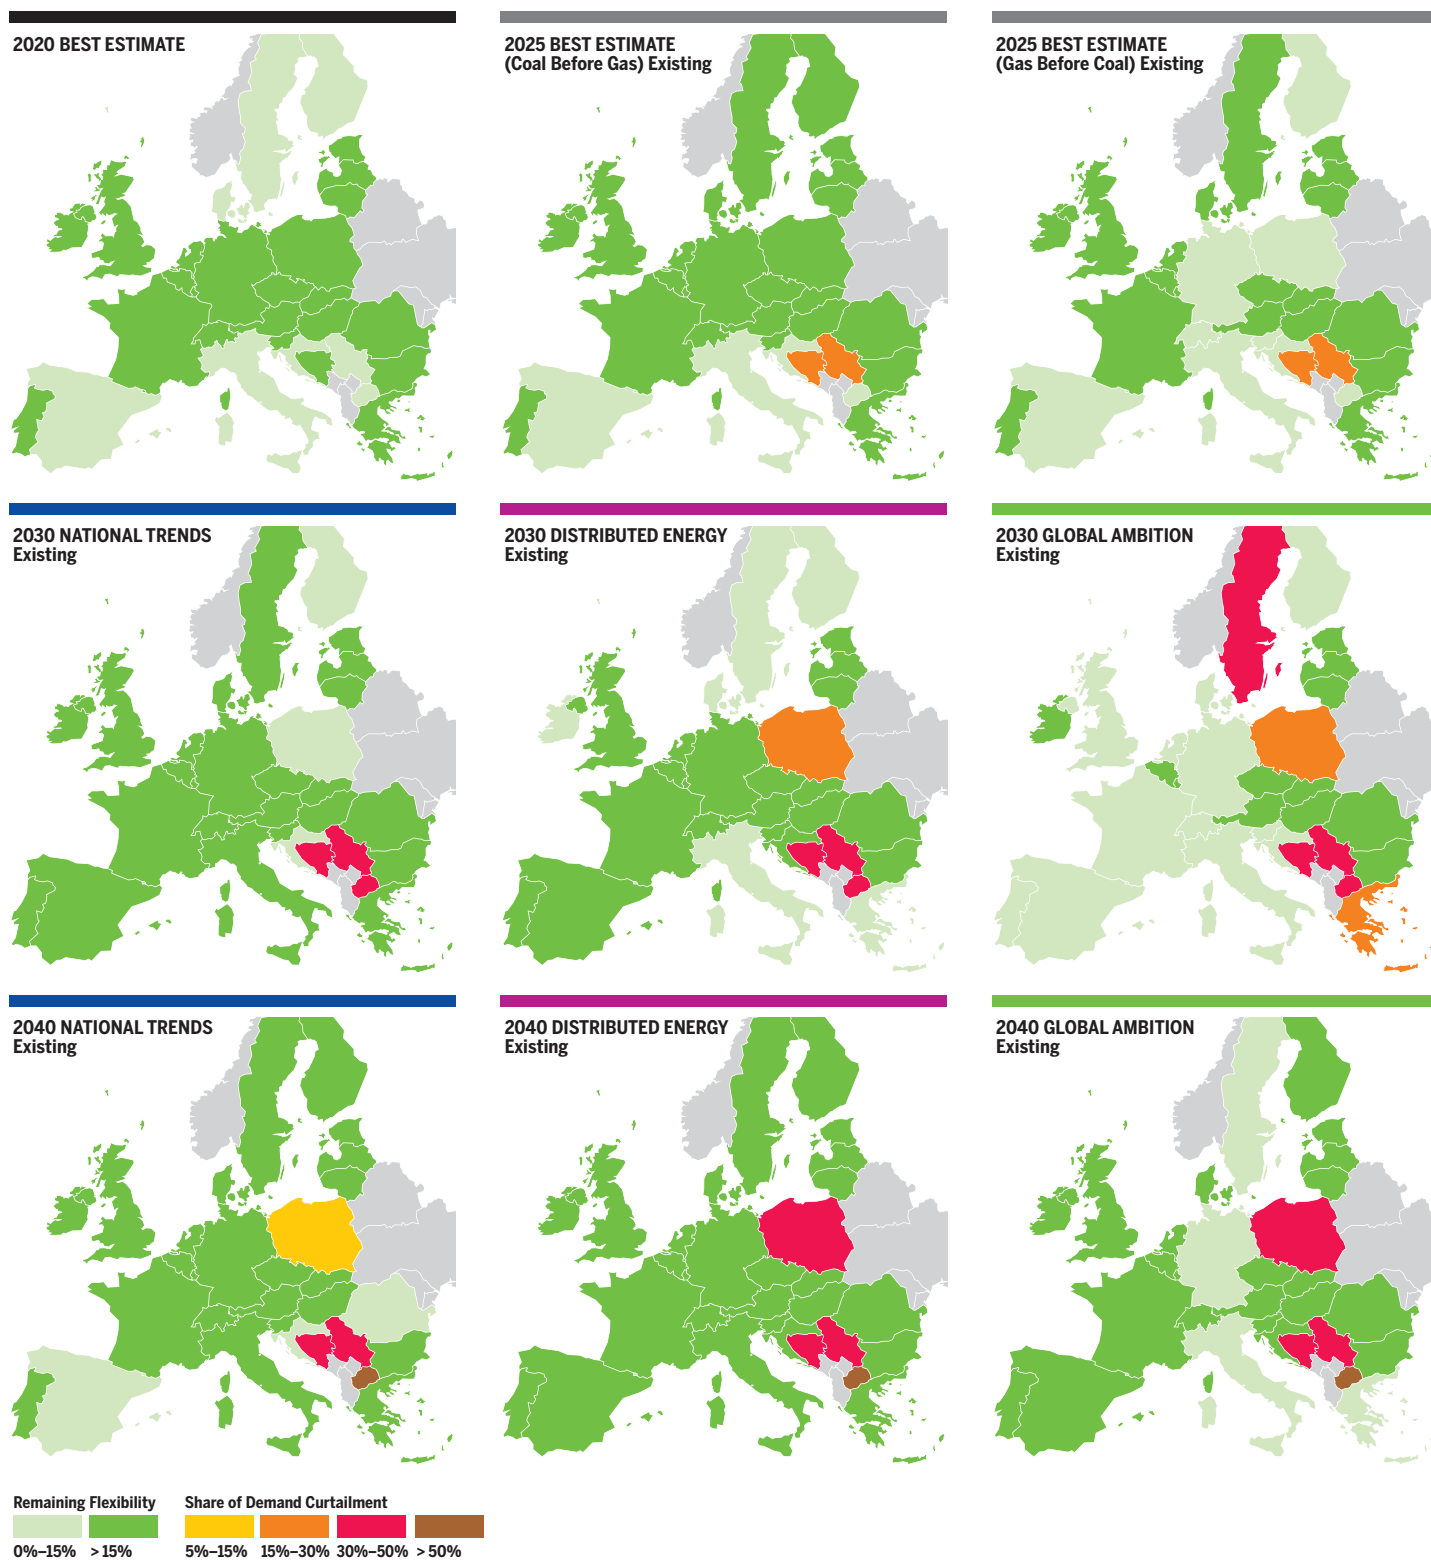 2020 BEST ESTIMATE
2025 BEST ESTIMATE
(Coal Before Gas) Existing
2025 BEST ESTIMATE
(Gas Before Coal) Existing
2030 NATIONAL TRENDS
Existing
2030 DISTRIBUTED ENERGY
Existing
2030 GLOBAL AMBITION
Existing
2040 NATIONAL TRENDS
Existing
2040 DISTRIBUTED ENERGY
Existing
2040 GLOBAL AMBITION
Existing
Remaining Flexibility
0%–15% > 15%
Share of Demand Curtailment
5%–15% 15%–30% 30%–50% > 50%